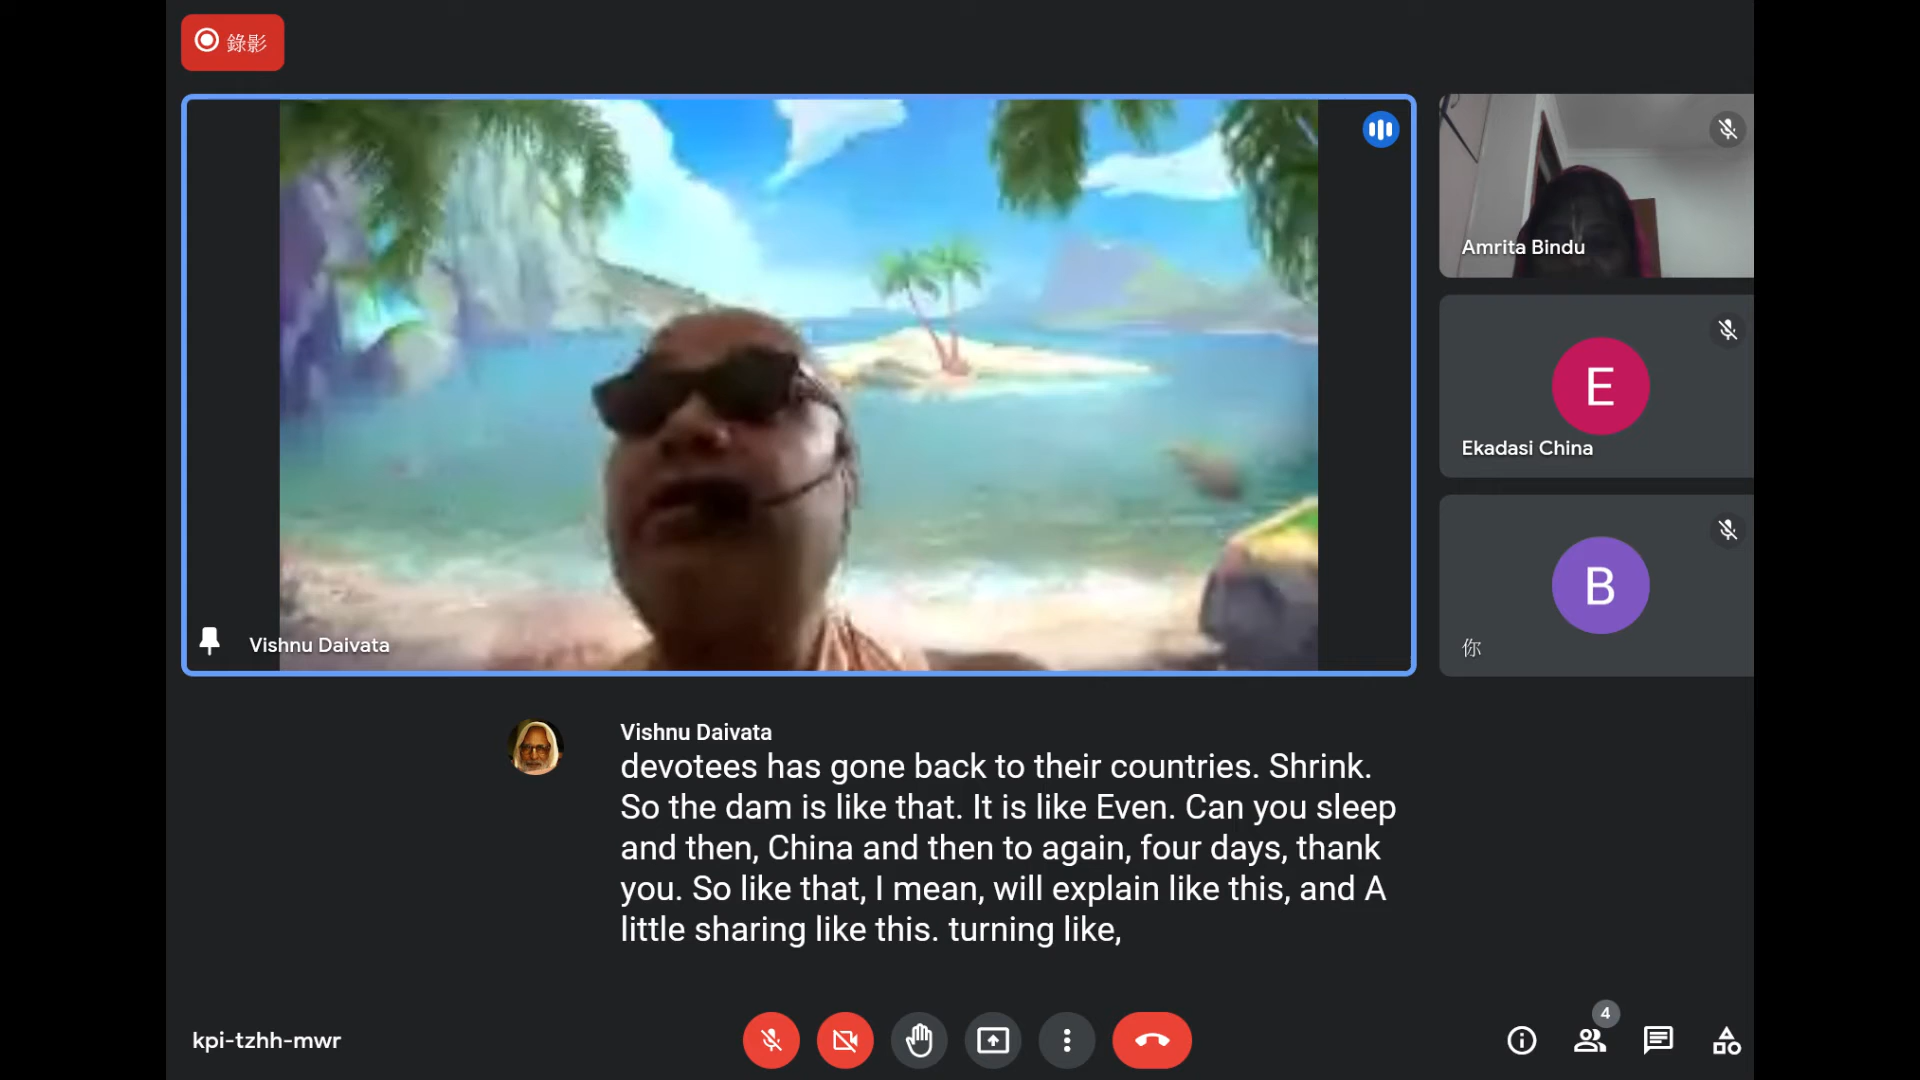 錄影
Amrita Bindu
E
Ekadasi China
B
你
Vishnu Daivata
Vishnu Daivata
devotees has gone back to their countries. Shrink.
So the dam is like that. It is like Even. Can you sleep
and then, China and then to again, four days, thank
you. So like that, I mean, will explain like this, and A
little sharing like this. turning like,
kpi-tzhh-mwr
4